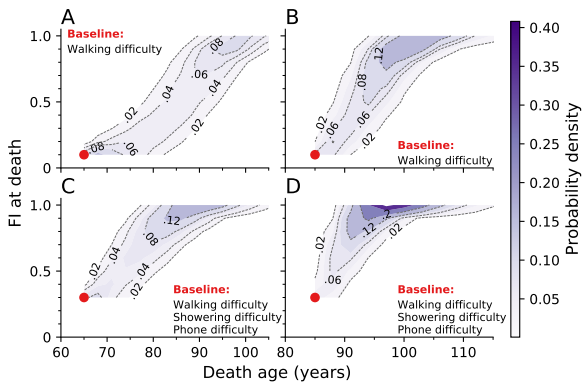 A
B
Baseline:
Walking difficulty
1.0
0.5
0
.08
.06
.04
.04
.02
.02
.08
.06
.12
.08
.02
.06
.06
.02
Baseline:
Walking difficulty
C
D
1.0
0.5
0
.12
.08
.04
.02
.04
.02
Baseline:
Walking difficulty
Showering difficulty
Phone difficulty
.2
.12
.02
.02
.06
Baseline:
Walking difficulty
Showering difficulty
Phone difficulty
60 70 80 90 100
80 90 100 110
FI at death
Death age (years)
0.40
0.35
0.30
0.25
0.20
0.15
0.10
0.05
Probability density